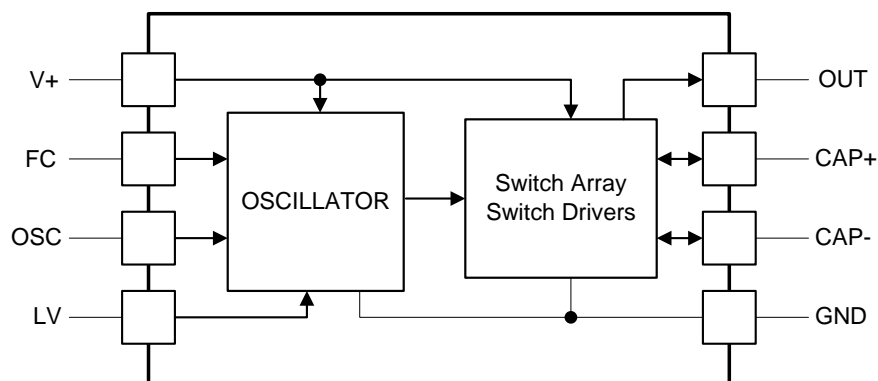 V+
OUT
FC
CAP+
OSCILLATOR
Switch Array
Switch Drivers
OSC
CAP-
LV
GND